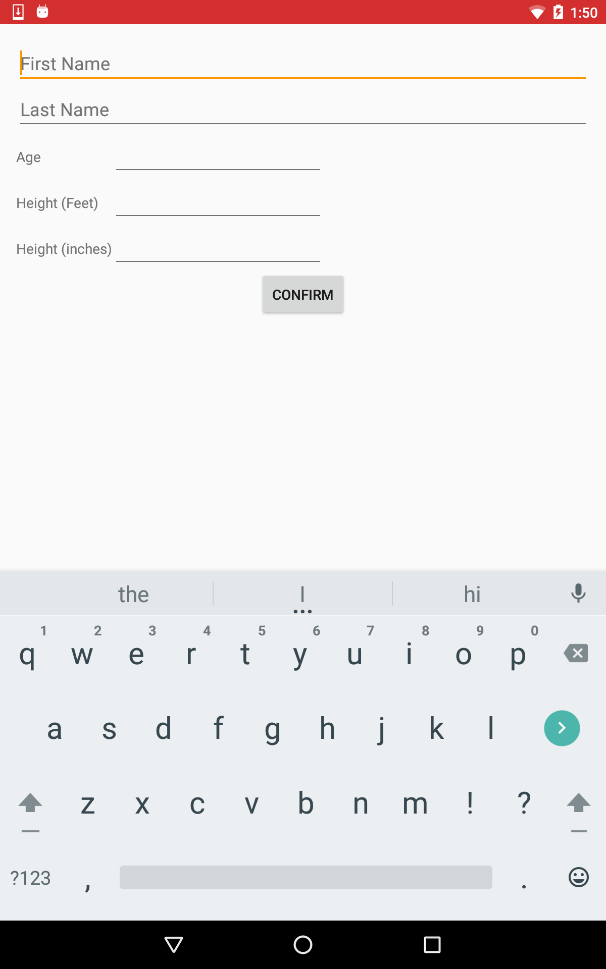 1:50
First Name
Last Name
Age
Height (Feet)
Height (inches)
CONFIRM
the I hi
1 2 3 4 5 6 7 8 9 0
q w e r t y u i o p
a s d f g h j k l
z x c v b n m ! ?
?123 , .